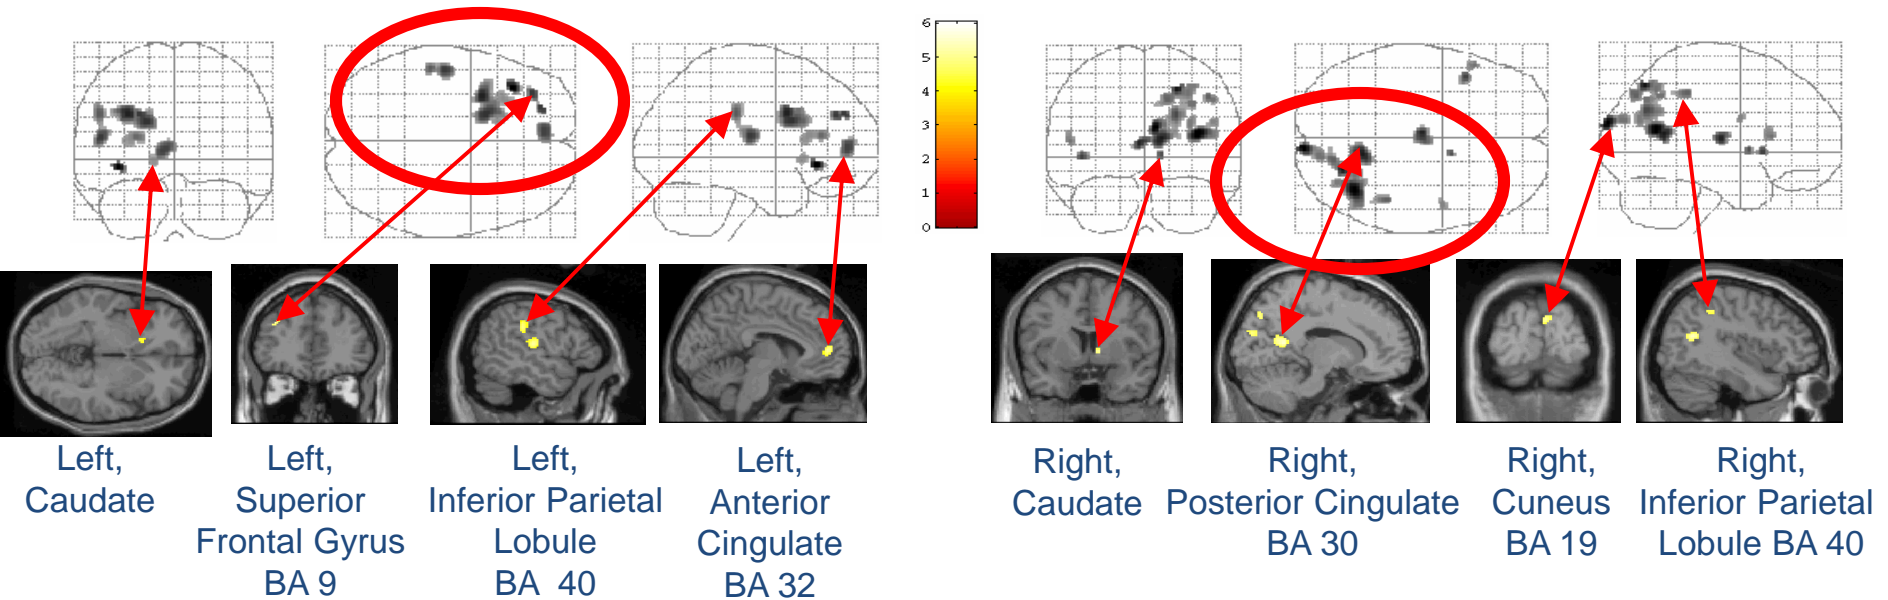 6
5
4
3
2
1
0
Left,
Caudate
Left,
Superior
Frontal Gyrus
BA 9
Left,
Inferior Parietal
Lobule
BA 40
Left,
Anterior
Cingulate
BA 32
Right,
Caudate
Right,
Posterior Cingulate
BA 30
Right,
Cuneus
BA 19
Right,
Inferior Parietal
Lobule BA 40